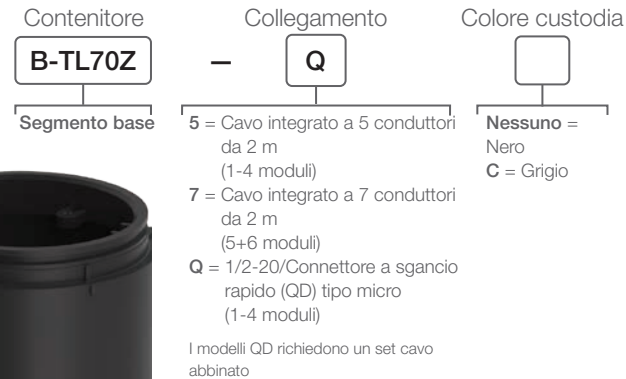 Contenitore
Collegamento
Colore custodia
B-TL70Z
–
Q
Segmento base
5 = Cavo integrato a 5 conduttori
da 2 m
(1-4 moduli)
7 = Cavo integrato a 7 conduttori
da 2 m
(5+6 moduli)
Q = 1/2-20/Connettore a sgancio
rapido (QD) tipo micro
(1-4 moduli)
I modelli QD richiedono un set cavo
abbinato
Nessuno =
Nero
C = Grigio